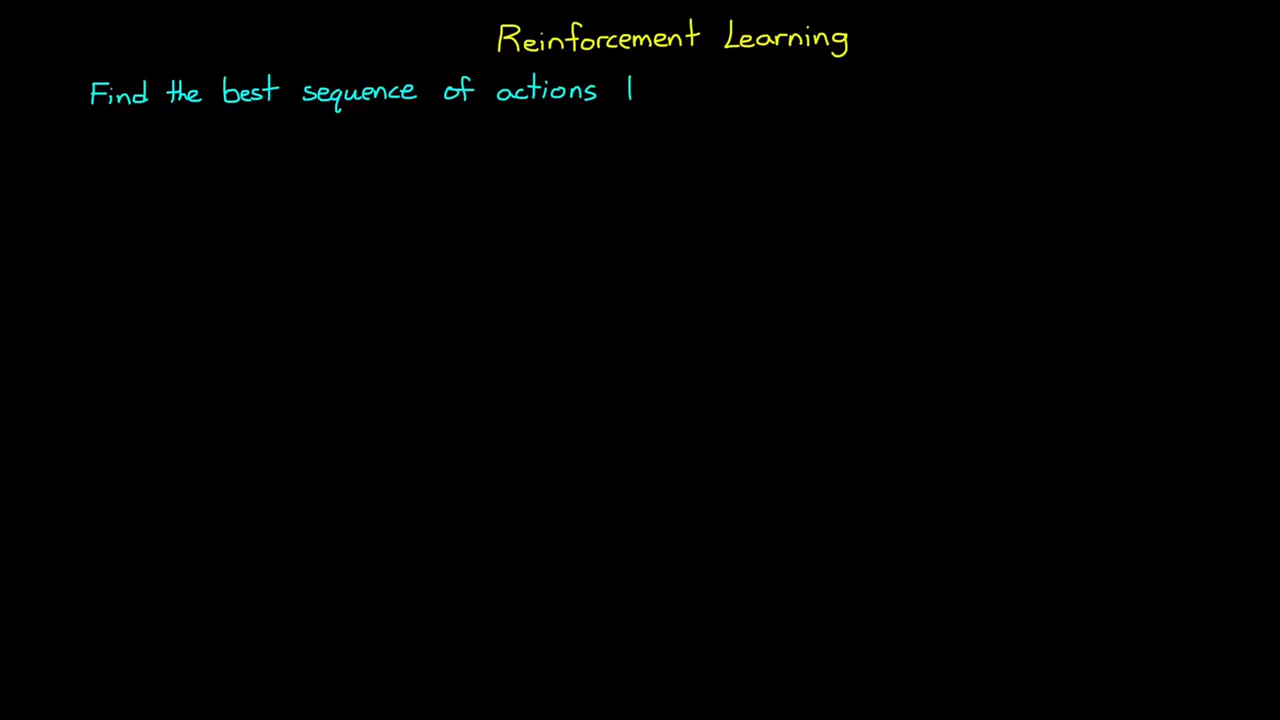 Reinforcement Learning
Find the best sequence of actions |